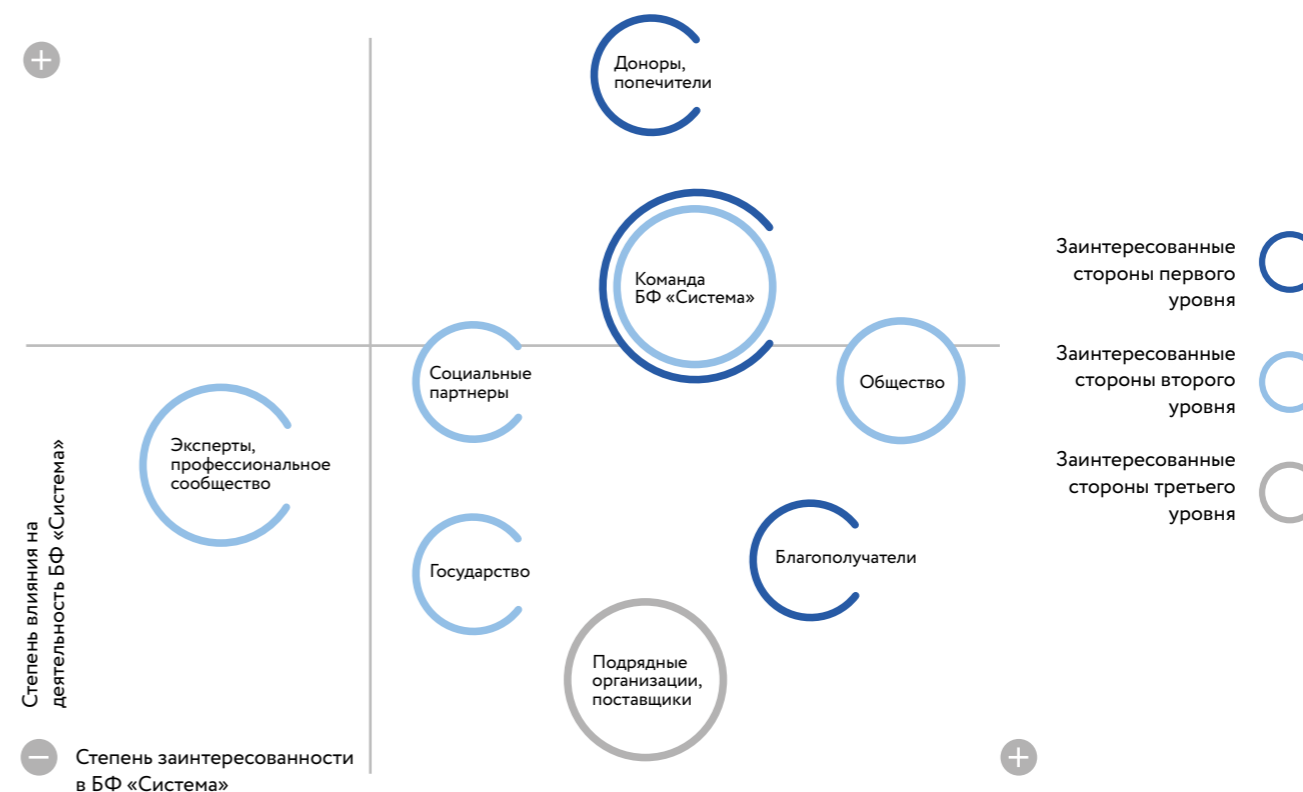 Доноры,
попечители
Команда
БФ «Система»
Социальные
партнеры
Общество
Эксперты,
профессиональное
сообщество
Государство
Благополучатели
Подрядные
организации,
поставщики
Степень влияния на
деятельность БФ «Система»
Степень заинтересованности
в БФ «Система»
Заинтересованные
стороны первого
уровня
Заинтересованные
стороны второго
уровня
Заинтересованные
стороны третьего
уровня